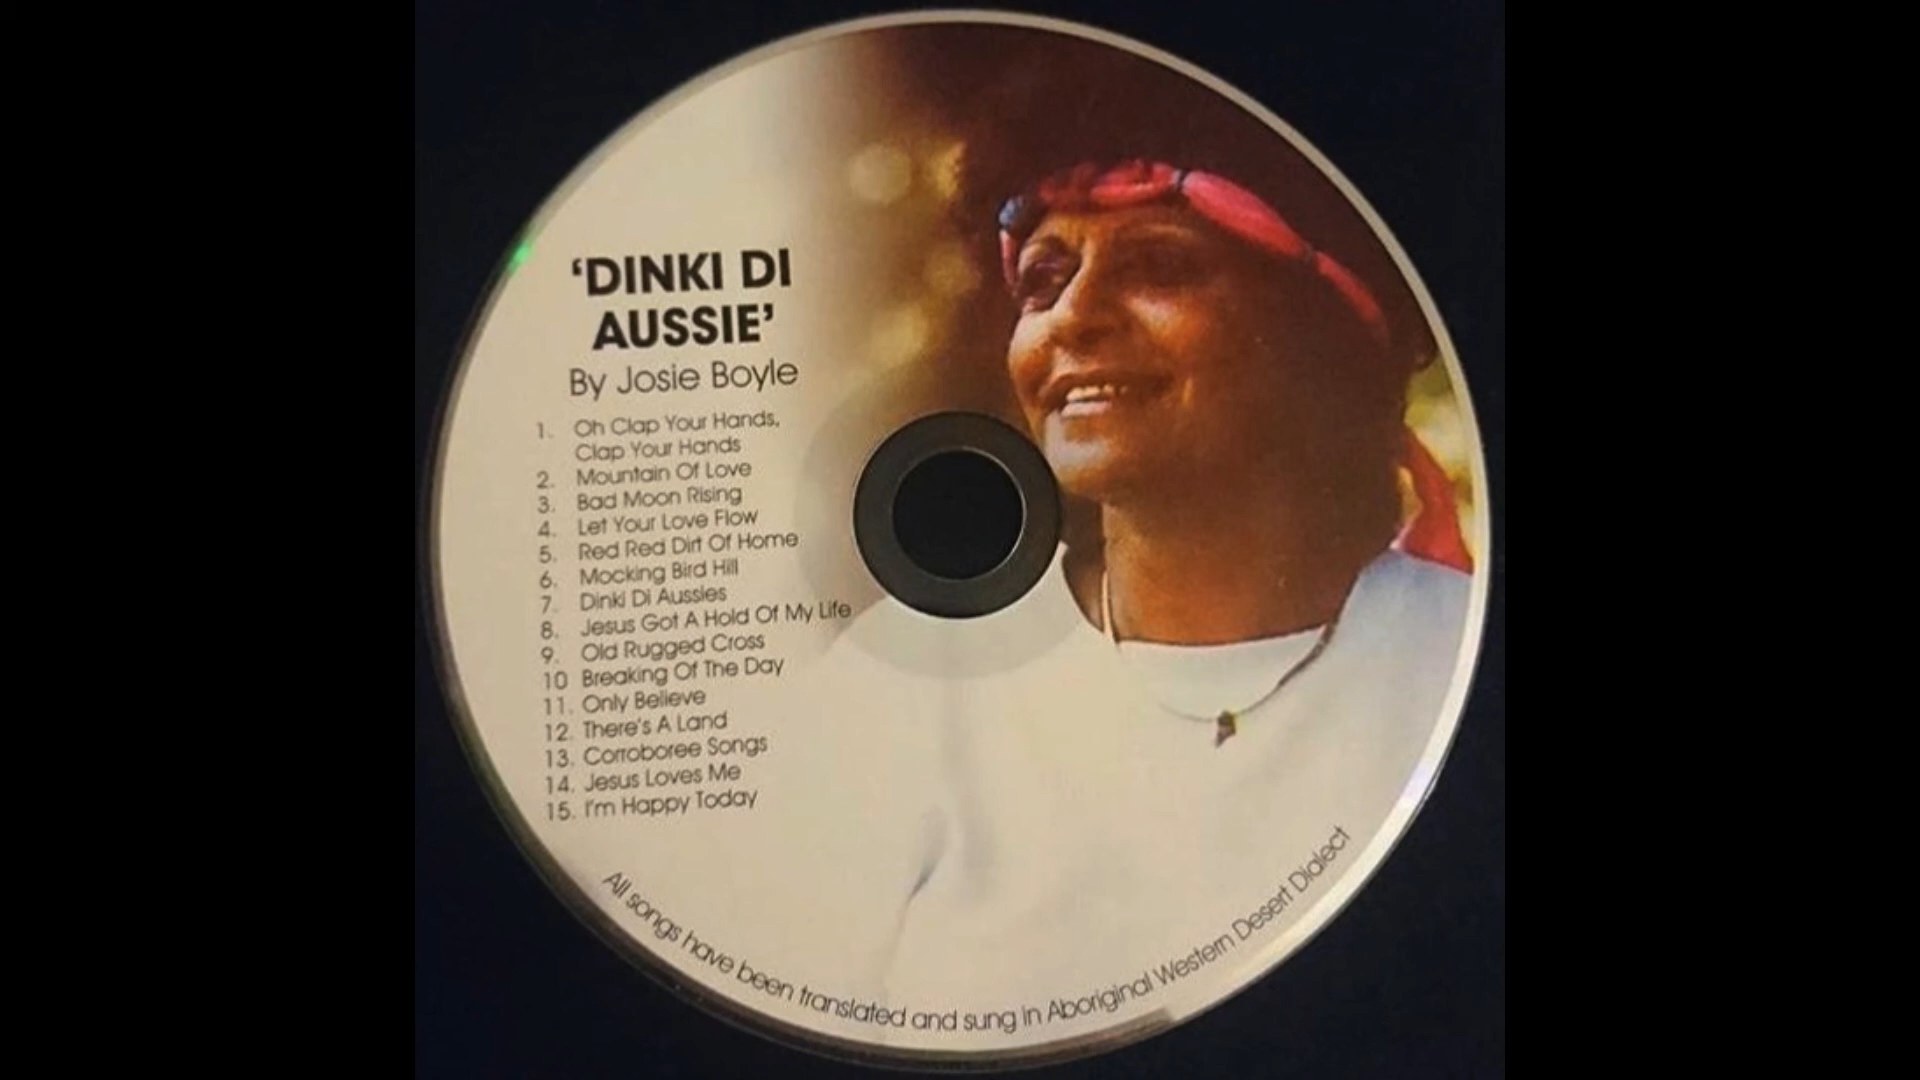 ‘DINKI DI
AUSSIE’
By Josie Boyle
1. Oh Clap Your Hands,
Clap Your Hands
2. Mountain Of Love
3. Bad Moon Rising
4. Let Your Love Flow
5. Red Red Dirt Of Home
6. Mocking Bird Hill
7. Dinki Di Aussies
8. Jesus Got A Hold Of My Life
9. Old Rugged Cross
10 Breaking Of The Day
11. Only Believe
12. There's A Land
13. Corroboree Songs
14. Jesus Loves Me
15. I'm Happy Today
All songs have been translated and sung in Aboriginal Western Desert Dialect